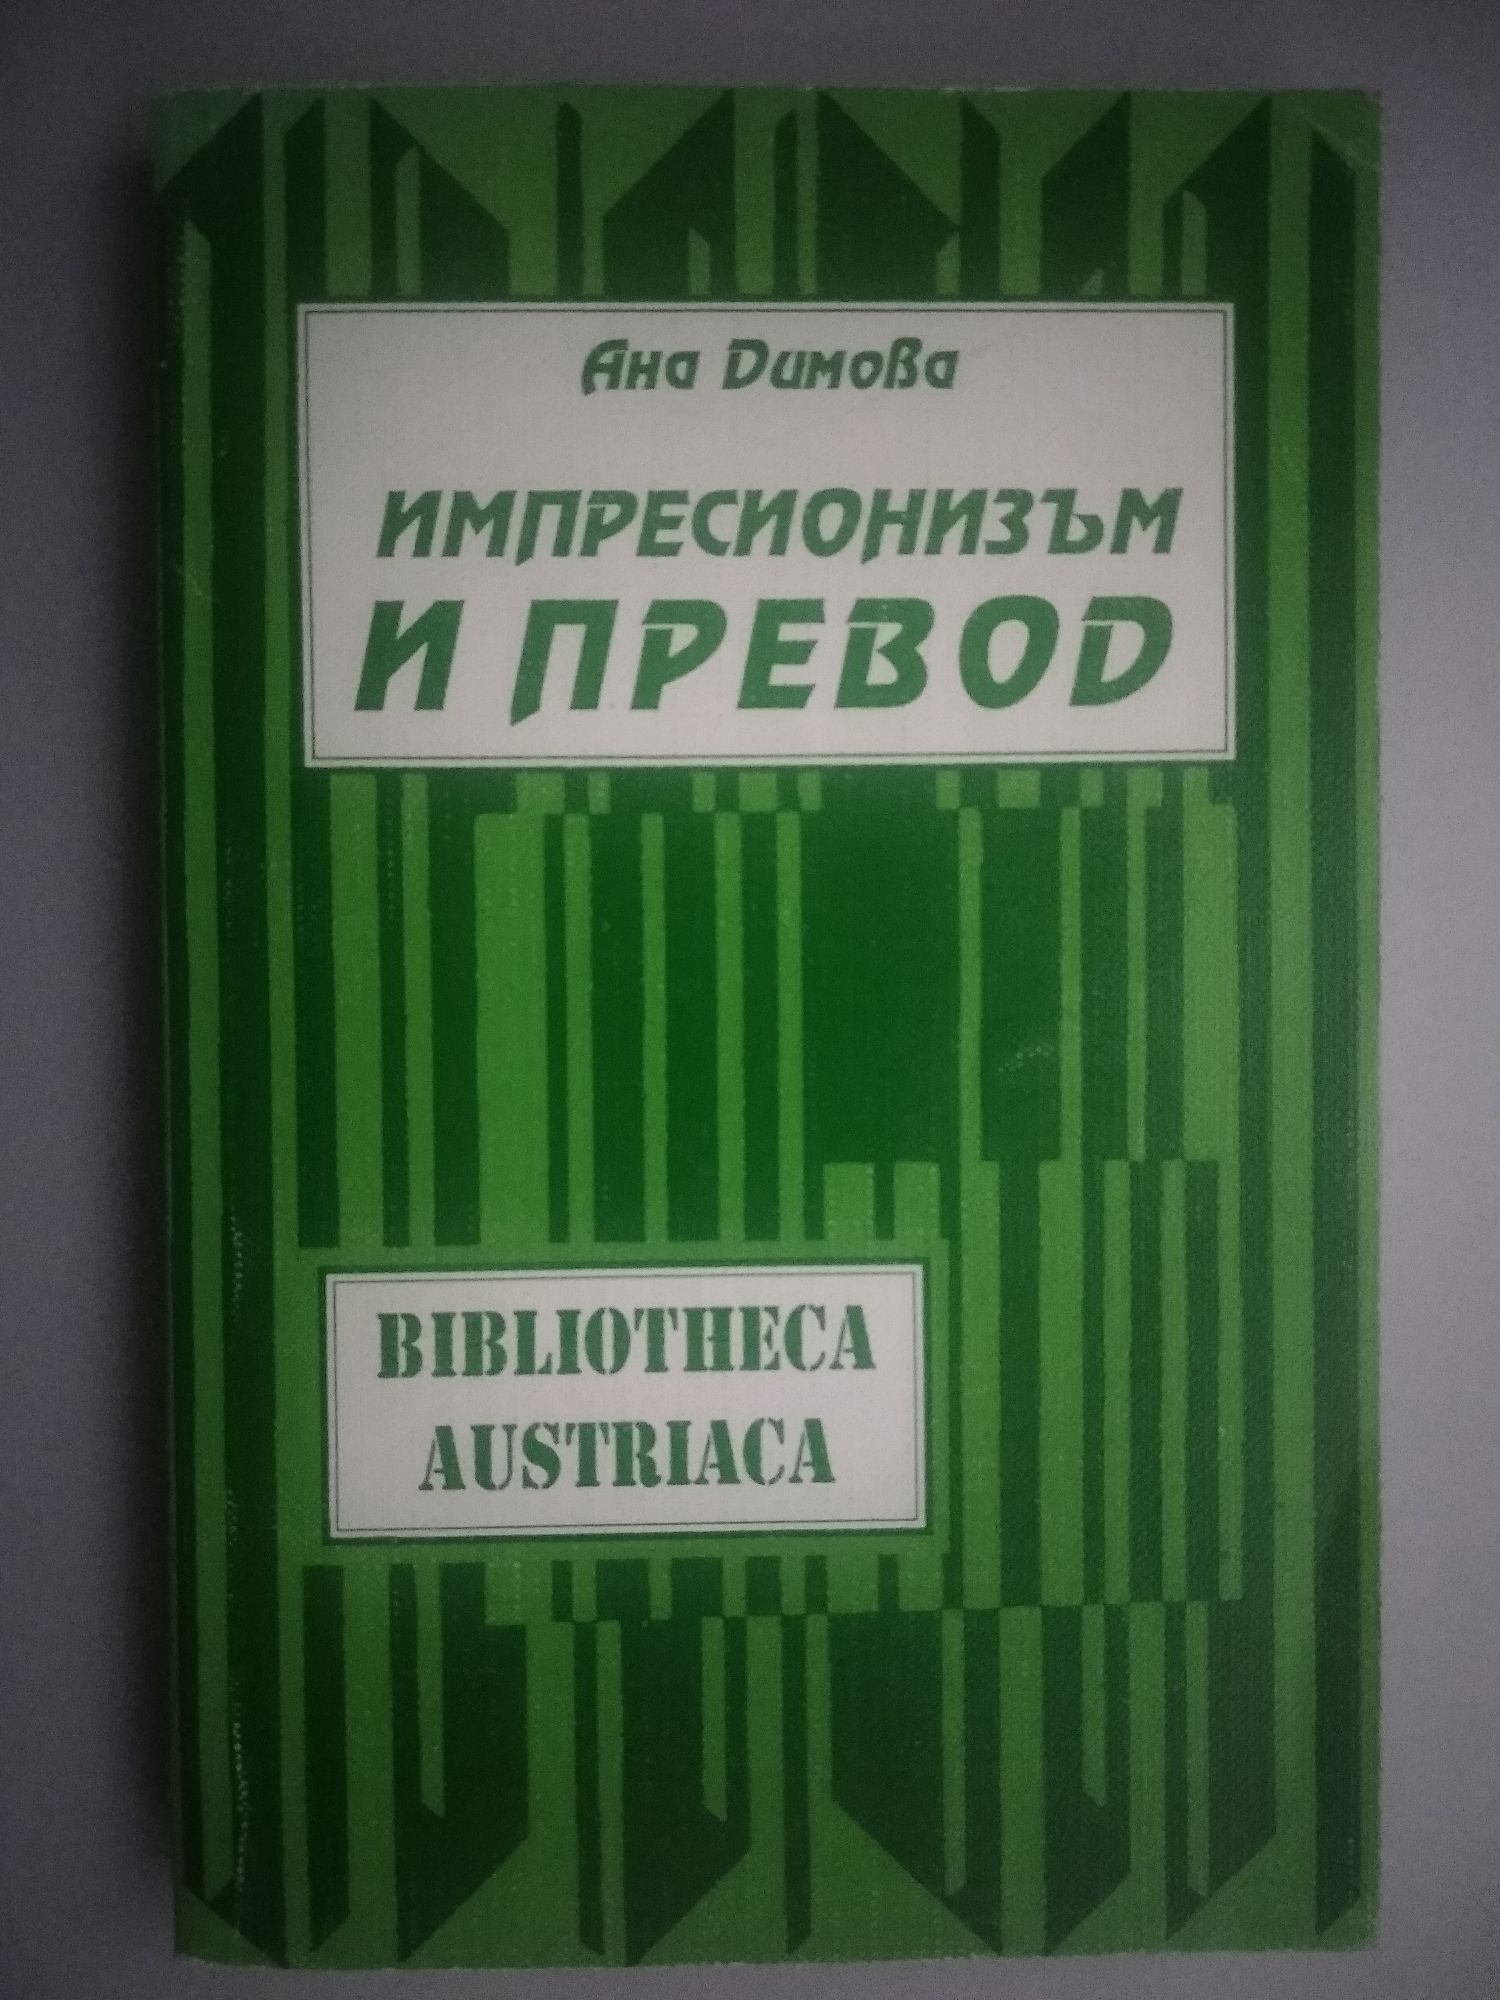 Ана Димова
ИМПРЕСИОНИЗЪМ
И ПРЕВОД
BIBLIOTHECA
AUSTRIACA